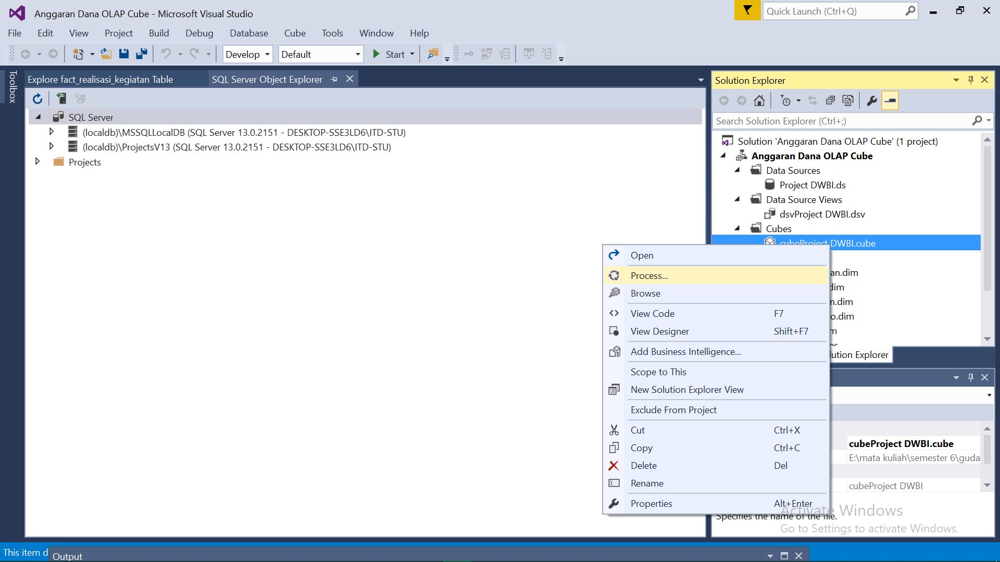 Anggaran Dana OLAP Cube - Microsoft Visual Studio
Quick Launch (Ctrl+Q)
File Edit View Project Build Debug Database Cube Tools Window Help
Develop Default Start
Toolbox
Explore fact_realisasi_kegiatan Table
SQL Server Object Explorer
SQL Server
(localdb)\MSSQLLocalDB (SQL Server 13.0.2151 - DESKTOP-SSE3LD6\ITD-STU)
(localdb)\ProjectsV13 (SQL Server 13.0.2151 - DESKTOP-SSE3LD6\ITD-STU)
Projects
Solution Explorer
Search Solution Explorer (Ctrl+;)
Solution 'Anggaran Dana OLAP Cube' (1 project)
Anggaran Dana OLAP Cube
Data Sources
Project DWBI.ds
Data Source Views
dsvProject DWBI.dsv
Cubes
cubeProject DWBI.cube
an.dim
dim
n.dim
o.dim
m
lution Explorer
Open
Process...
Browse
View Code F7
View Designer Shift+F7
Add Business Intelligence...
Scope to This
New Solution Explorer View
Exclude From Project
Cut Ctrl+X
Copy Ctrl+C
Delete Del
Rename
Properties Alt+Enter
cubeProject DWBI.cube
E:\mata kuliah\semester 6\guda
cubeProject DWBI
Specifies the name of the file.
Activate Windows
Go to Settings to activate Windows.
This item d
Output